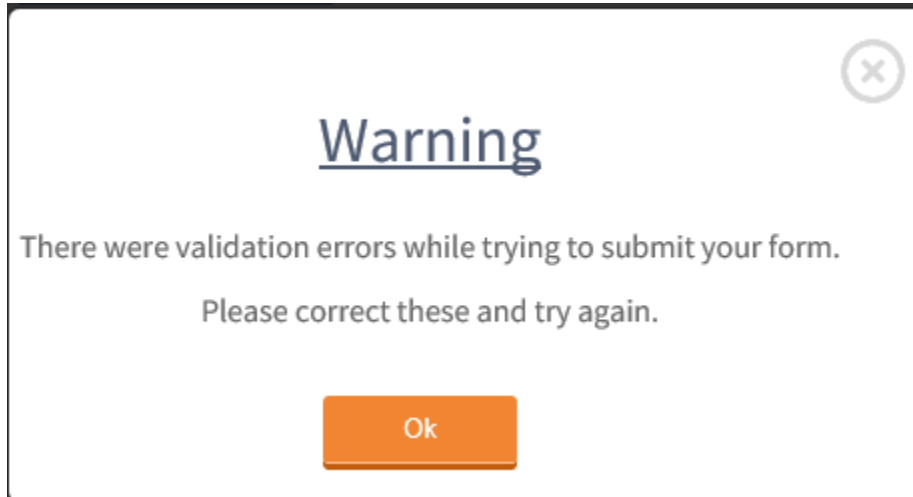 Warning
There were validation errors while trying to submit your form.
Please correct these and try again.
Ok